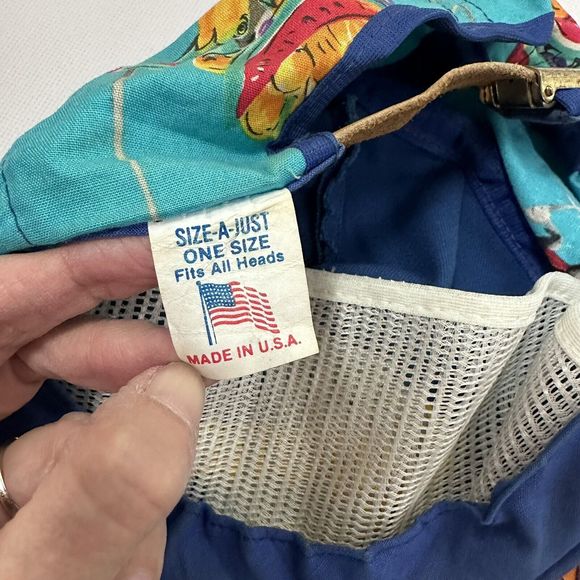 SIZE-A-JUST
ONE SIZE
Fits All Heads
MADE IN U.S.A.